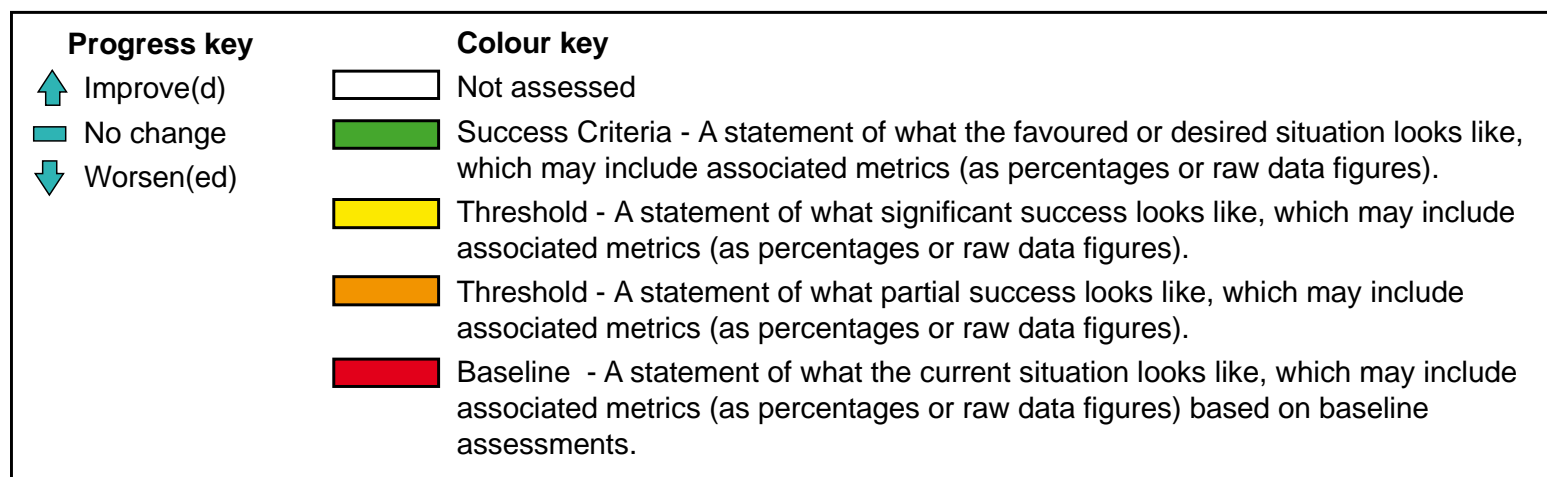 Progress key
Improve(d)
No change
Worsen(ed)
Colour key
Not assessed
Success Criteria - A statement of what the favoured or desired situation looks like,
which may include associated metrics (as percentages or raw data figures).
Threshold - A statement of what significant success looks like, which may include
associated metrics (as percentages or raw data figures).
Threshold - A statement of what partial success looks like, which may include
associated metrics (as percentages or raw data figures).
Baseline  - A statement of what the current situation looks like, which may include
associated metrics (as percentages or raw data figures) based on baseline
assessments.